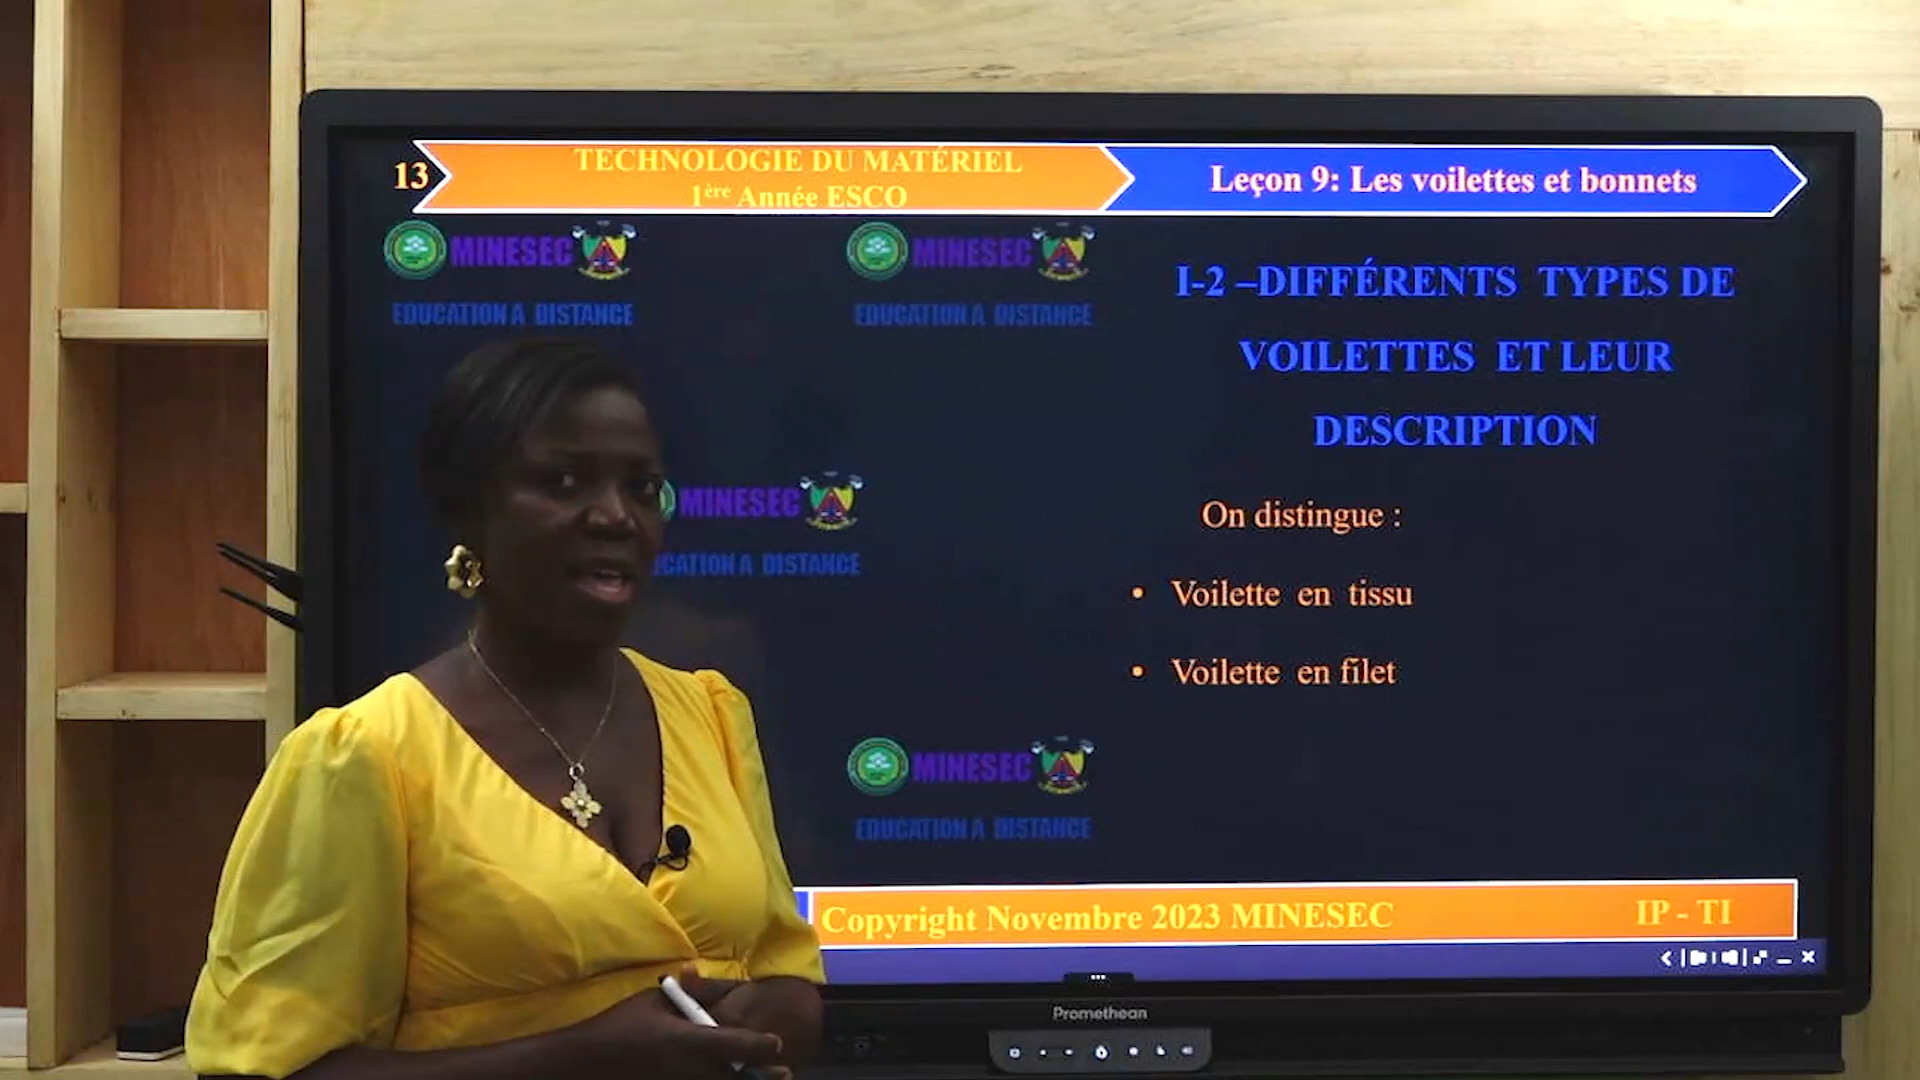 13
TECHNOLOGIE DU MATÉRIEL
1ère Année ESCO
Leçon 9: Les voilettes et bonnets
MINESEC
EDUCATION A DISTANCE
MINESEC
EDUCATION A DISTANCE
I-2 –DIFFÉRENTS TYPES DE
VOILETTES ET LEUR
DESCRIPTION
MINESEC
CATION A DISTANCE
On distingue :
• Voilette en tissu
• Voilette en filet
MINESEC
EDUCATION A DISTANCE
Copyright Novembre 2023 MINESEC
IP - TI
Promethean